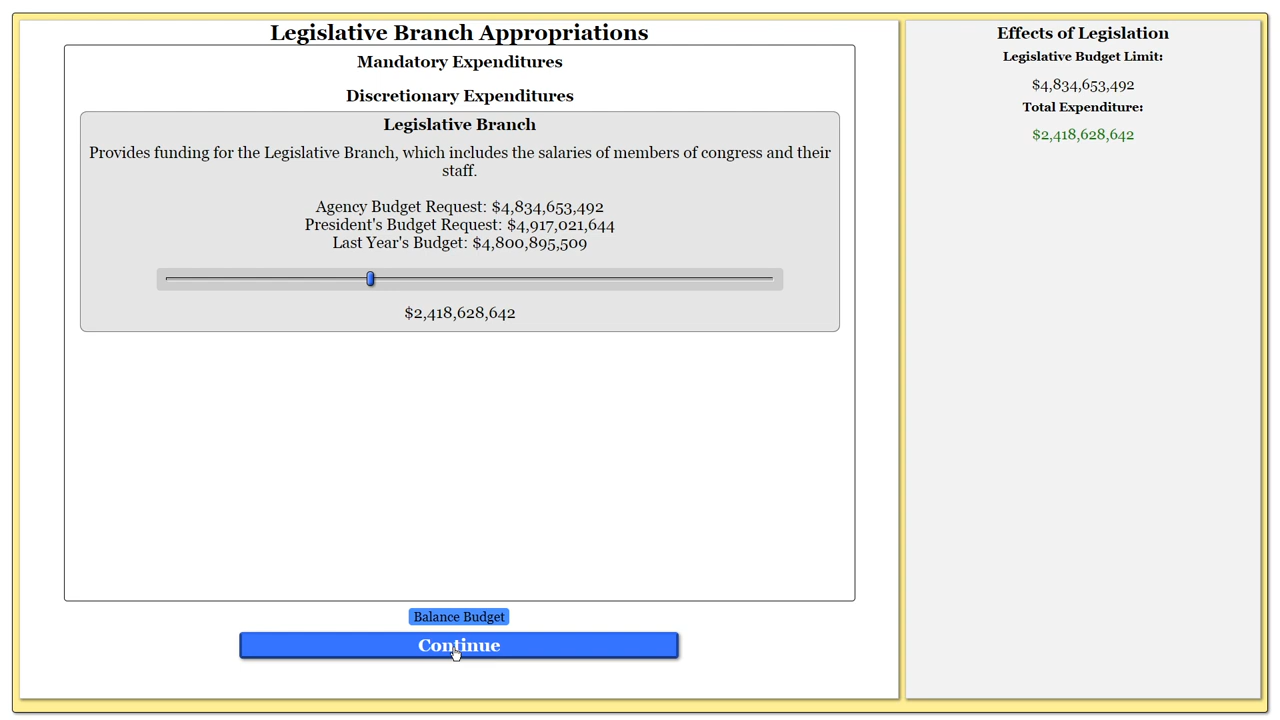 Legislative Branch Appropriations
Mandatory Expenditures
Discretionary Expenditures
Legislative Branch
Provides funding for the Legislative Branch, which includes the salaries of members of congress and their
staff.
Agency Budget Request: $4,834,653,492
President's Budget Request: $4,917,021,644
Last Year's Budget: $4,800,895,509
$2,418,628,642
Balance Budget
Continue
Effects of Legislation
Legislative Budget Limit:
$4,834,653,492
Total Expenditure:
$2,418,628,642